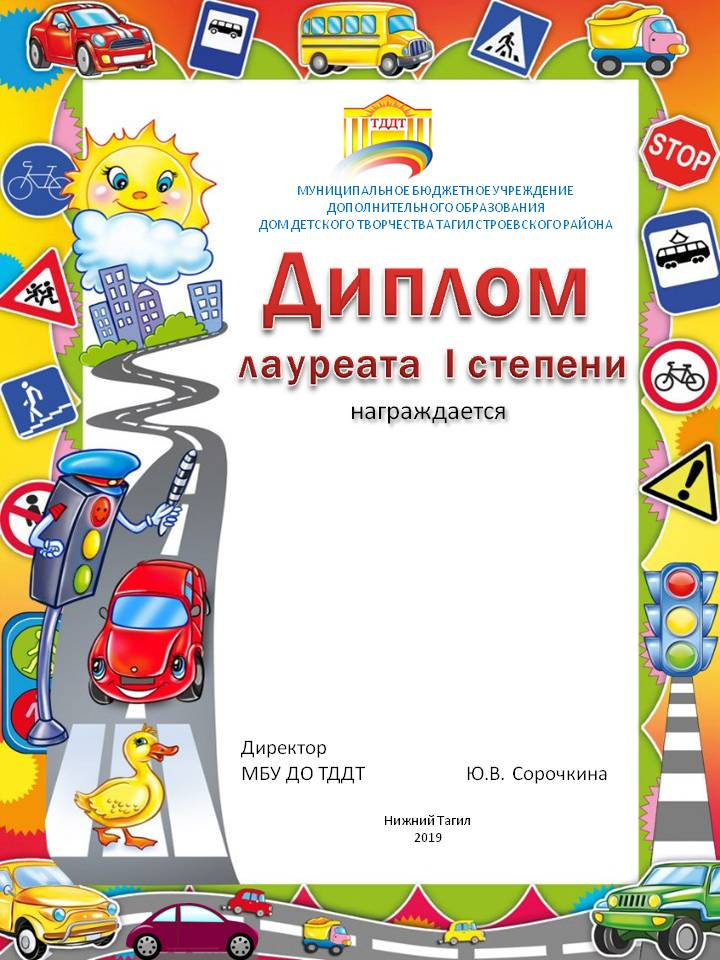 ТДДТ
МУНИЦИПАЛЬНОЕ БЮДЖЕТНОЕ УЧРЕЖДЕНИЕ
ДОПОЛНИТЕЛЬНОГО ОБРАЗОВАНИЯ
ДОМ ДЕТСКОГО ТВОРЧЕСТВА ТАГИЛСТРОЕВСКОГО РАЙОНА
STOP
Диплом
лауреата I степени
награждается
Директор
МБУ ДО ТДДТ Ю.В. Сорочкина
Нижний Тагил
2019